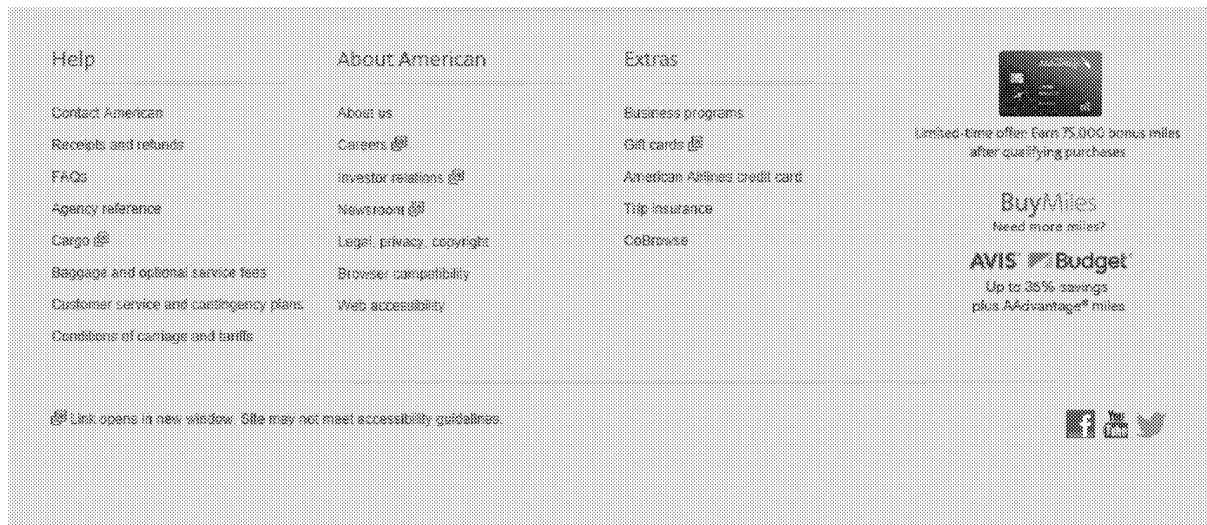 Help
Contact American
Receipts and refunds
FAQs
Agency reference
Cargo
Baggage and optional service fees
Customer service and contingency plans
Conditions of carriage and tariffs
About American
About us
Careers
Investor relations
Newsroom
Legal, privacy, copyright
Browser compatibility
Web accessibility
Extras
Business programs
Gift cards
American Airlines credit card
Trip insurance
CoBrowse
Limited-time offer: Earn 75,000 bonus miles
after qualifying purchases
BuyMiles
Need more miles?
AVIS Budget
Up to 35% savings
plus AAdvantage® miles
Link opens in new window. Site may not meet accessibility guidelines.
You Tube